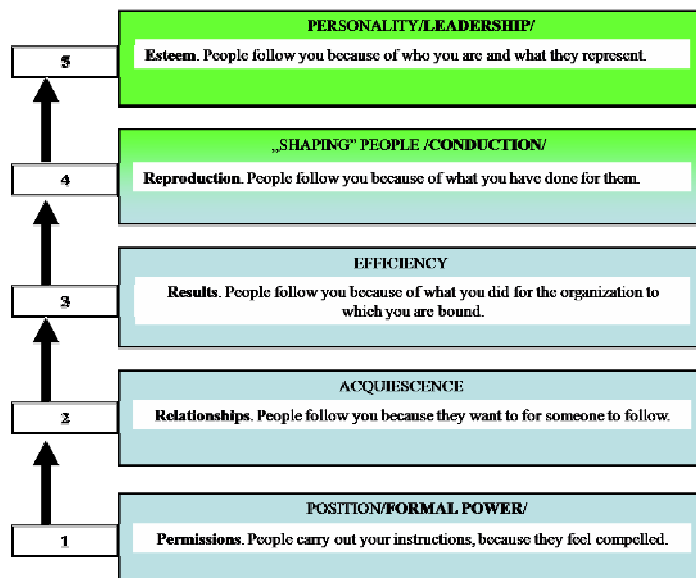 PERSONALITY/LEADERSHIP/
5
Esteem. People follow you because of who you are and what they represent.
„SHAPING” PEOPLE /CONDUCTION/
4
Reproduction. People follow you because of what you have done for them.
EFFICIENCY
3
Results. People follow you because of what you did for the organization to
which you are bound.
ACQUIESCENCE
2
Relationships. People follow you because they want to for someone to follow.
POSITION/FORMAL POWER/
1
Permissions. People carry out your instructions, because they feel compelled.